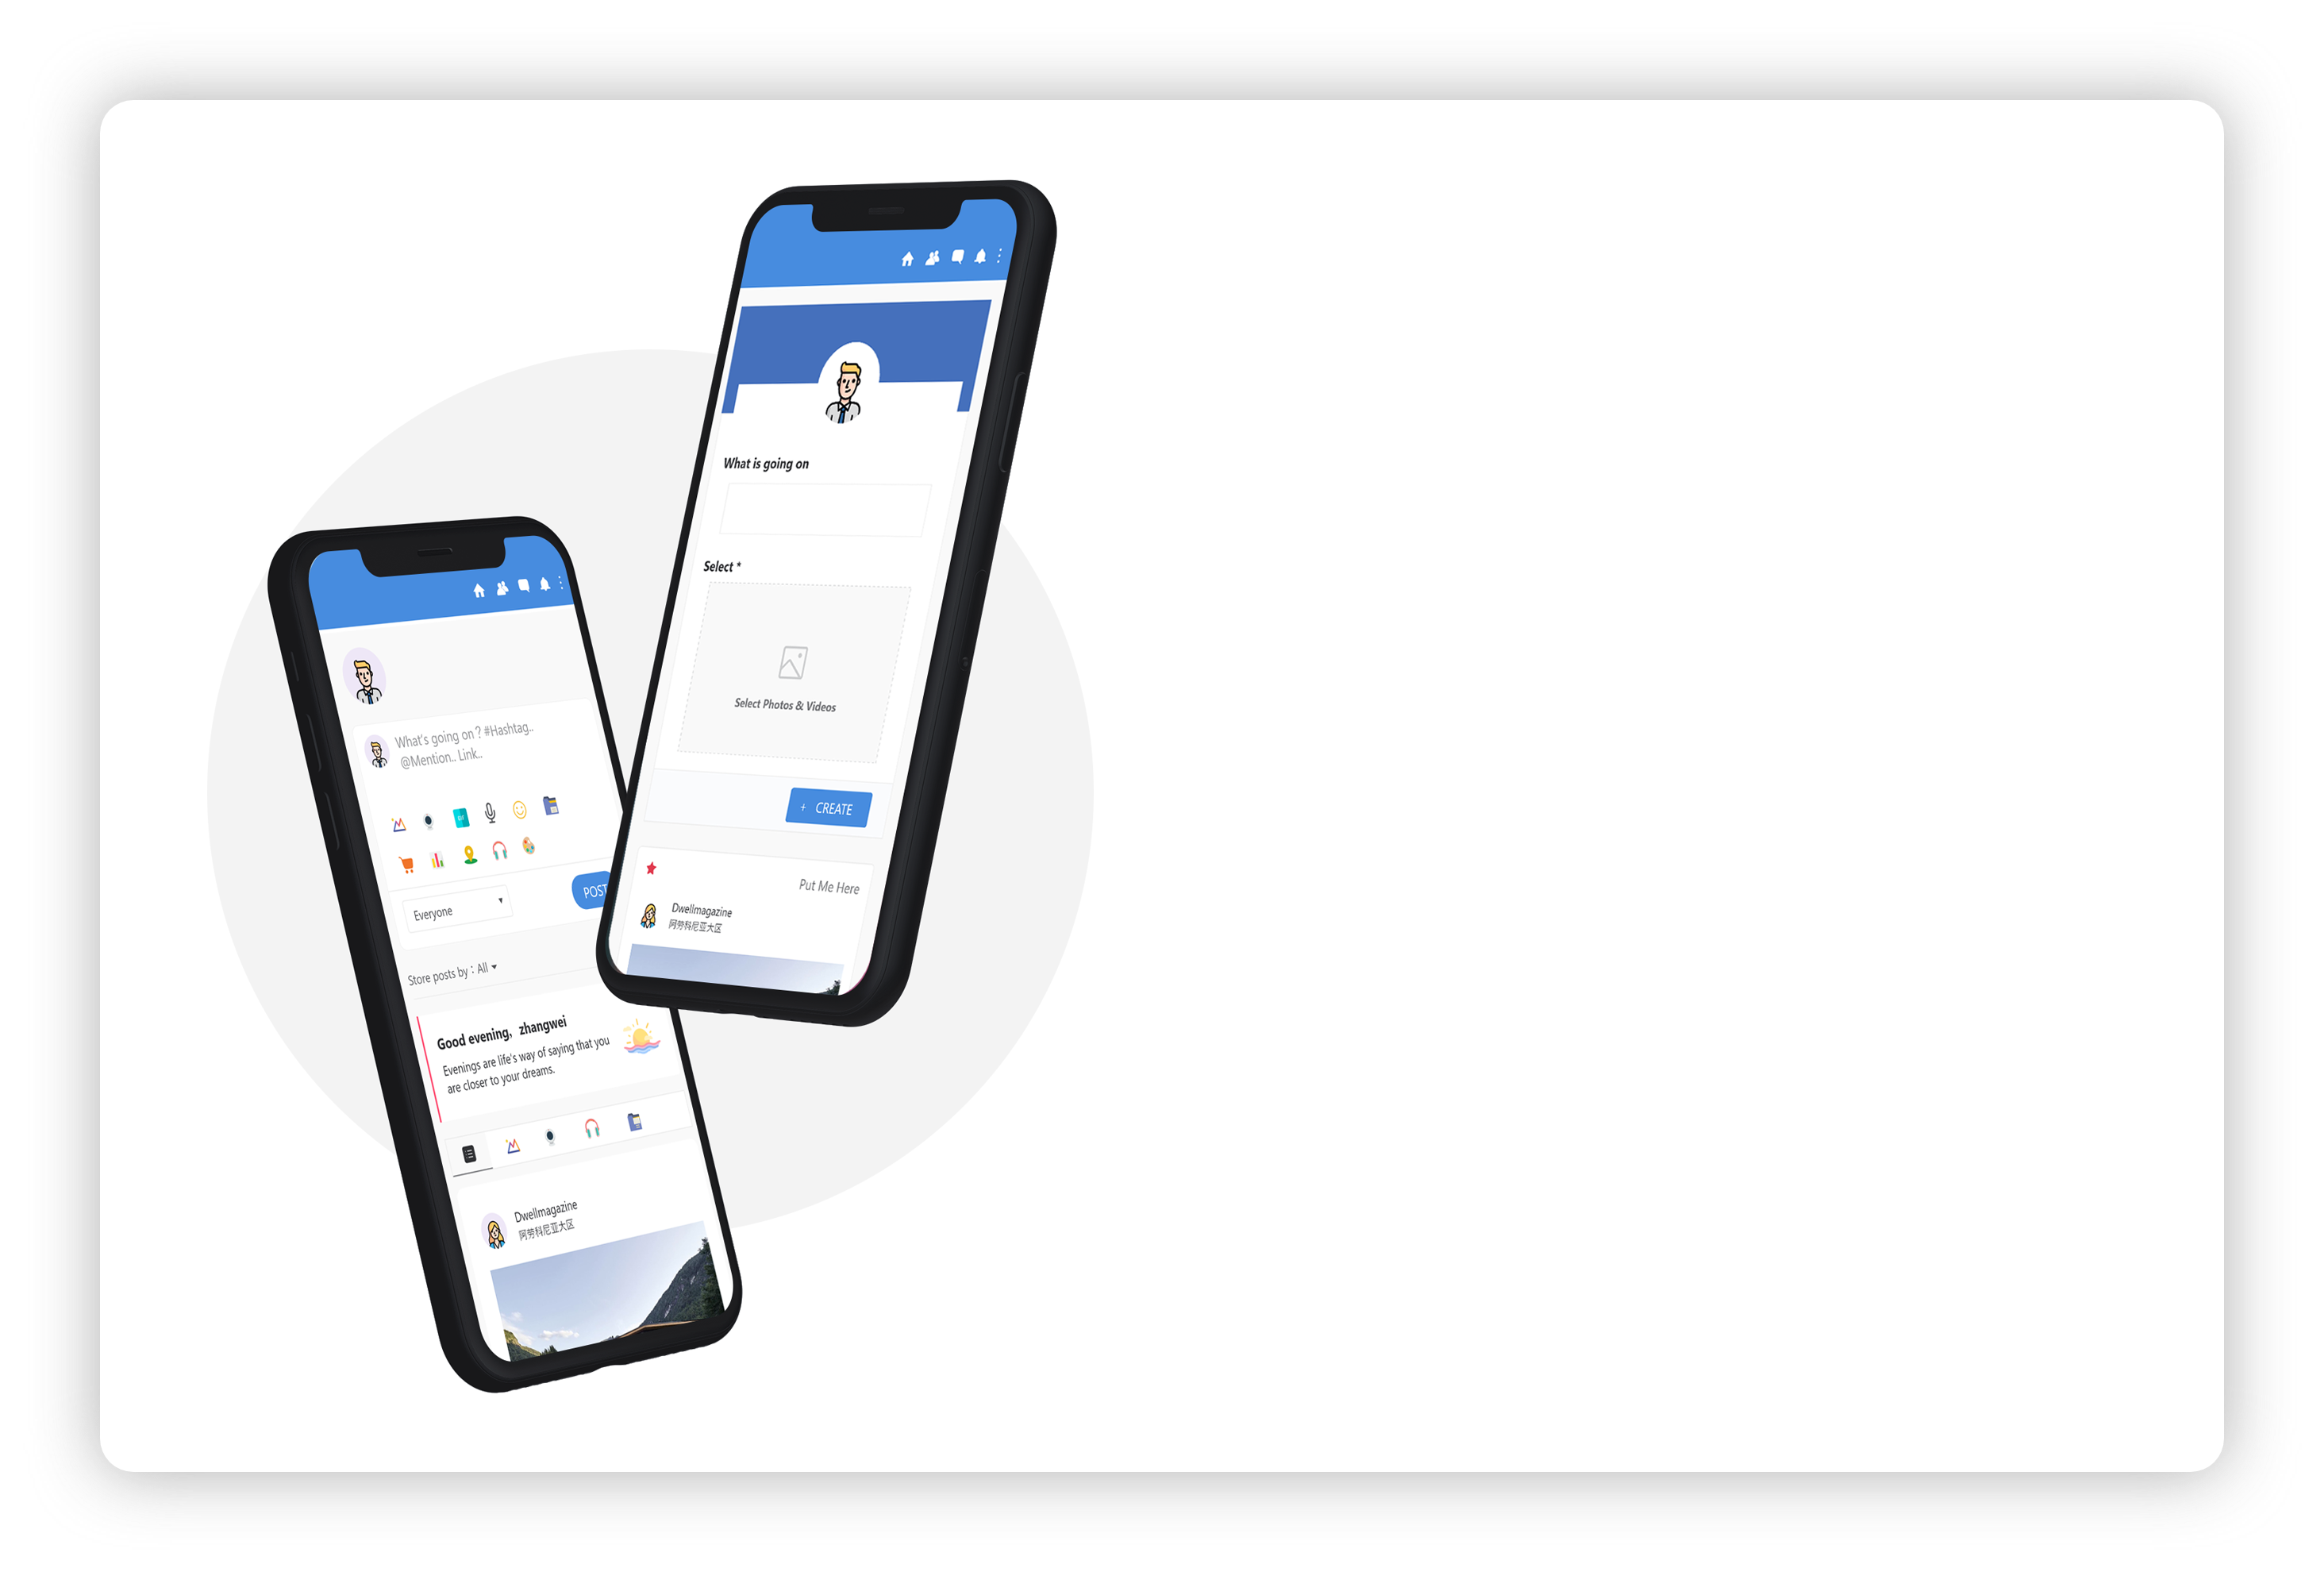 What's going on？#Hashtag..
@Mention.. Link..
Everyone
POST
Store posts by：All
Good evening，zhangwei
Evenings are life's way of saying that you
are closer to your dreams.
Dwellmagazine
阿劳科尼亚大区
What is going on
Select *
Select Photos & Videos
+ CREATE
Put Me Here
Dwellmagazine
阿劳科尼亚大区